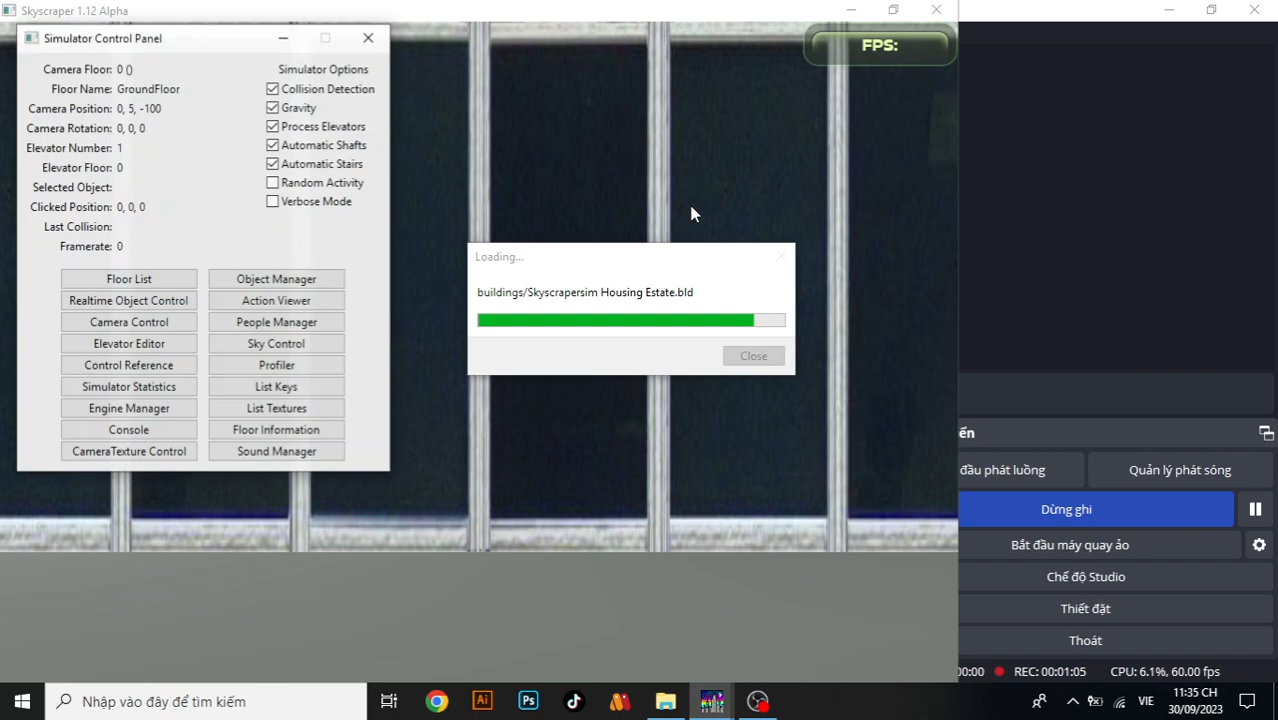 Skyscraper 1.12 Alpha
Simulator Control Panel
FPS:
Camera Floor: 0 ()
Floor Name: GroundFloor
Camera Position: 0, 5, -100
Camera Rotation: 0, 0, 0
Elevator Number: 1
Elevator Floor: 0
Selected Object:
Clicked Position: 0, 0, 0
Last Collision:
Framerate: 0
Simulator Options
Collision Detection
Gravity
Process Elevators
Automatic Shafts
Automatic Stairs
Random Activity
Verbose Mode
Floor List
Object Manager
Realtime Object Control
Action Viewer
Camera Control
People Manager
Elevator Editor
Sky Control
Control Reference
Profiler
Simulator Statistics
List Keys
Engine Manager
List Textures
Console
Floor Information
CameraTexture Control
Sound Manager
Loading...
buildings/Skyscrapersim Housing Estate.bld
Close
ển
đầu phát luồng
Quản lý phát sóng
Dừng ghi
Bắt đầu máy quay ảo
Chế độ Studio
Thiết đặt
Thoát
00:00
REC: 00:01:05
CPU: 6.1%, 60.00 fps
Nhập vào đây để tìm kiếm
Ai
Ps
VIE
11:35 CH
30/09/2023